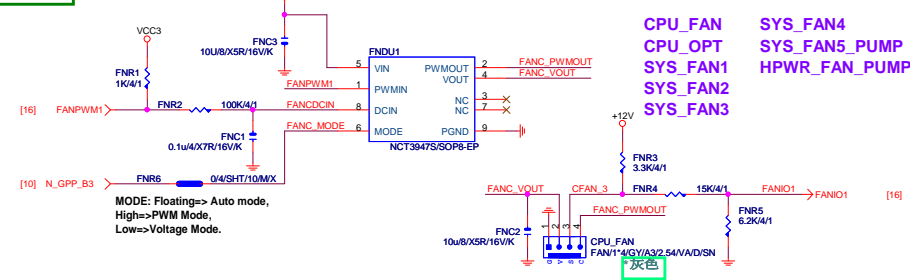 CPU_FAN SYS_FAN4
CPU_OPT SYS_FAN5_PUMP
SYS_FAN1 HPWR_FAN_PUMP
SYS_FAN2
SYS_FAN3
VCC3
FNC3
10U/8/X5R/16V/K
FNR1
1K/4/1
FNDU1
5 VIN PWMOUT 2 FANC_PWMOUT
VOUT 4 FANC_VOUT
FANPWM1 1 PWMIN
NC 3
[16] FANPWM1 FNR2 100K/4/1 FANCDCIN 8 DCIN NC 7
FANC_MODE 6 MODE PGND 9
FNC1
0.1u/4/X7R/16V/K
NCT3947S/SOP8-EP
[10] N_GPP_B3 FNR6 0/4/SHT/10/M/X
MODE: Floating=> Auto mode,
High=>PWM Mode,
Low=>Voltage Mode.
+12V
FNR3
3.3K/4/1
FANC_VOUT CFAN_3 FNR4 15K/4/1 FANIO1 FANIO1 [16]
FANC_PWMOUT
FNR5
6.2K/4/1
FNC2
10u/8/X5R/16V/K
1 2 3 4
G V S C
CPU_FAN
FAN/1*4/GY/A3/2.54/VA/D/SN
*灰色